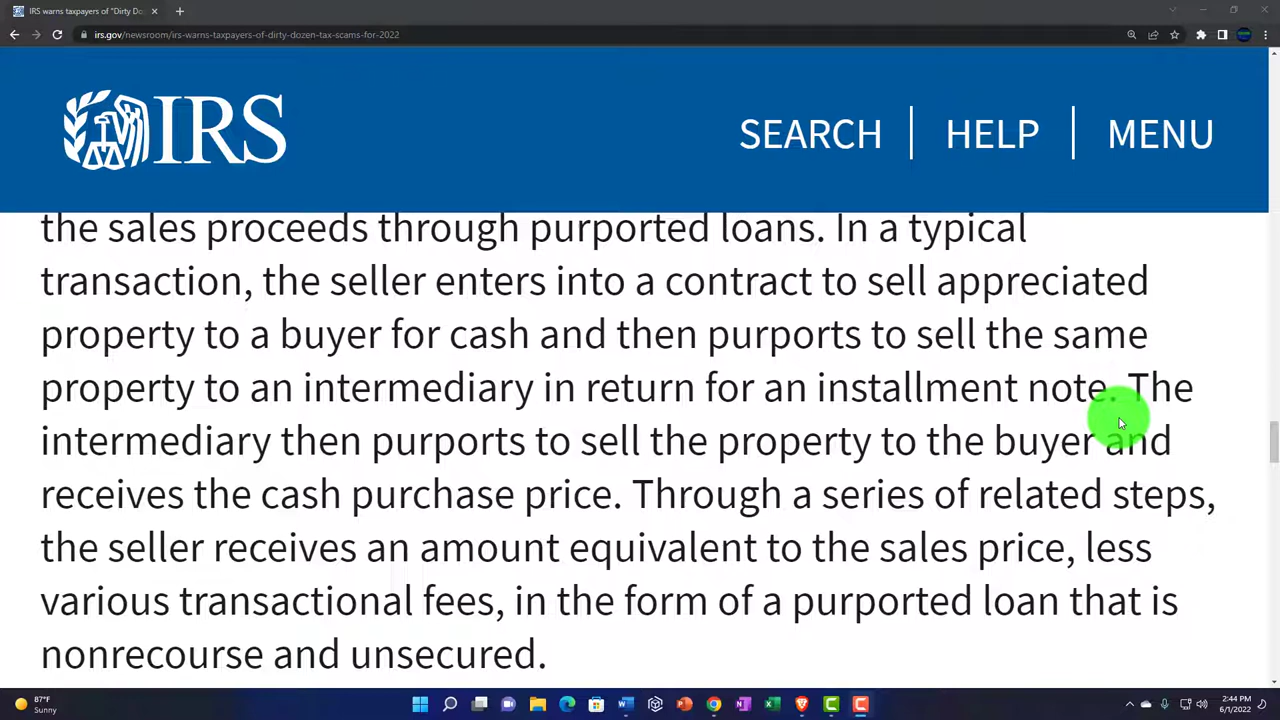 IRS warns taxpayers of "Dirty Do
irs.gov/newsroom/irs-warns-taxpayers-of-dirty-dozen-tax-scams-for-2022
IRS
SEARCH
HELP
MENU
the sales proceeds through purported loans. In a typical
transaction, the seller enters into a contract to sell appreciated
property to a buyer for cash and then purports to sell the same
property to an intermediary in return for an installment note. The
intermediary then purports to sell the property to the buyer and
receives the cash purchase price. Through a series of related steps,
the seller receives an amount equivalent to the sales price, less
various transactional fees, in the form of a purported loan that is
nonrecourse and unsecured.
87°F
Sunny
2:44 PM
6/1/2022